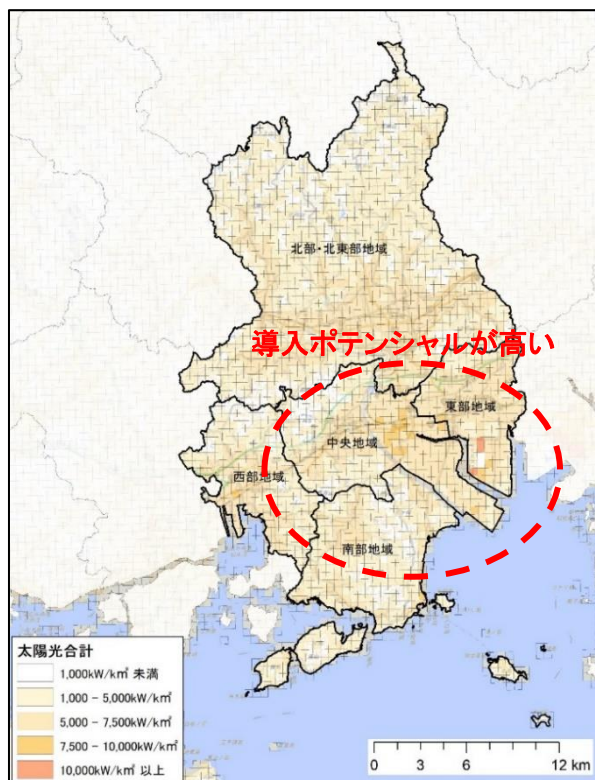 北部・北東部地域
導入ポテンシャルが高い
東部地域
中央地域
西部地域
南部地域
太陽光合計
1,000kW/k㎡ 未満
1,000 - 5,000kW/k㎡
5,000 - 7,500kW/k㎡
7,500 - 10,000kW/k㎡
10,000kW/k㎡ 以上
0 3 6 12 km